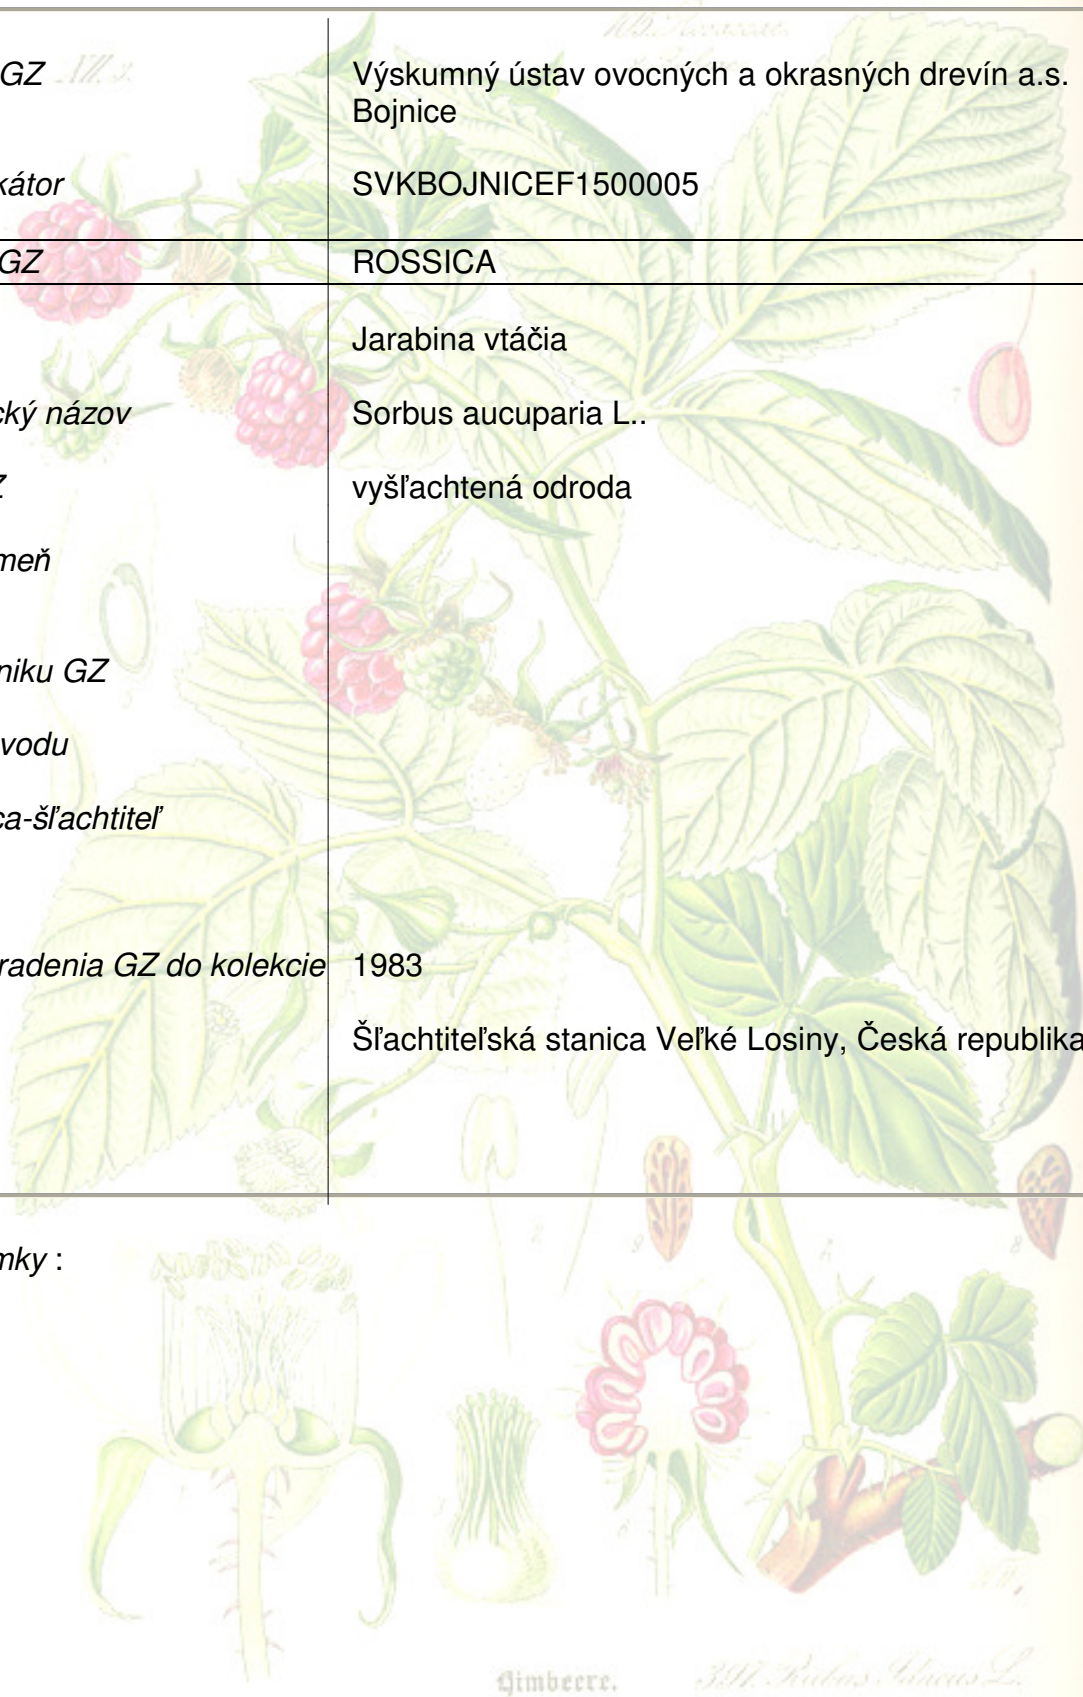 GZ Výskumný ústav ovocných a okrasných drevín a.s.
Bojnice
kátor SVKBOJNICEF1500005
GZ ROSSICA
Jarabina vtáčia
cký názov Sorbus aucuparia L..
Z vyšľachtená odroda
meň
niku GZ
vodu
ca-šľachtiteľ
radenia GZ do kolekcie 1983
Šľachtiteľská stanica Veľké Losiny, Česká republika
mky :
Himbeere. Rubus Idaeus L.